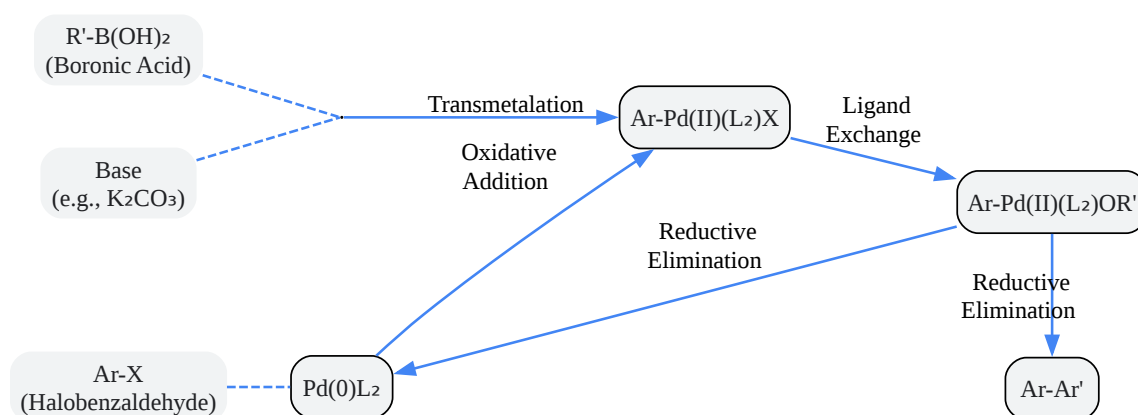 R'-B(OH)₂
(Boronic Acid)
Base
(e.g., K₂CO₃)
Transmetalation
Ar-Pd(II)(L₂)X
Ligand
Exchange
Oxidative
Addition
Ar-Pd(II)(L₂)OR'
Reductive
Elimination
Reductive
Elimination
Ar-X
(Halobenzaldehyde)
Pd(0)L₂
Ar-Ar'